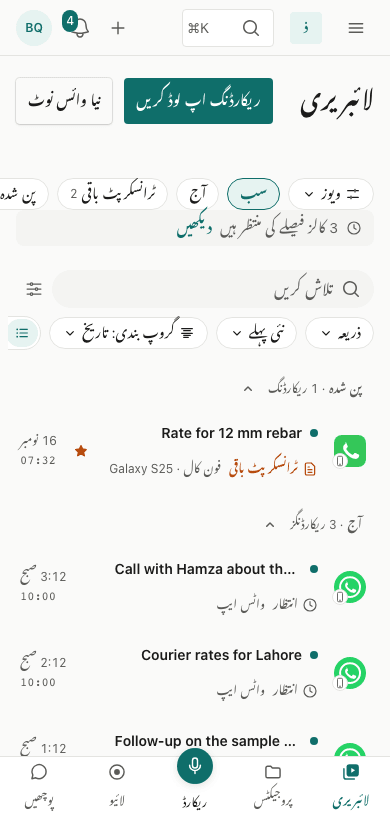 ذ
⌘K
4
BQ
لائبریری
ریکارڈنگ اپ لوڈ کریں
نیا وائس نوٹ
ویوز
سب
آج
ٹرانسکرپٹ باقی 2
پن شدہ
3 کالز فیصلے کی منتظر ہیں دیکھیں
تلاش کریں
ذریعہ
نئی پہلے
گروپ بندی: تاریخ
پن شدہ · 1 ریکارڈنگ
Rate for 12 mm rebar
16 نومبر
ٹرانسکرپٹ باقی فون کال · Galaxy S25
07:32
آج · 3 ریکارڈنگز
Call with Hamza about th...
3:12 صبح
انتظار واٹس ایپ
10:00
Courier rates for Lahore
2:12 صبح
انتظار واٹس ایپ
10:00
Follow-up on the sample ...
1:12 صبح
لائبریری
پروجیکٹس
ریکارڈ
لائیو
پوچھیں